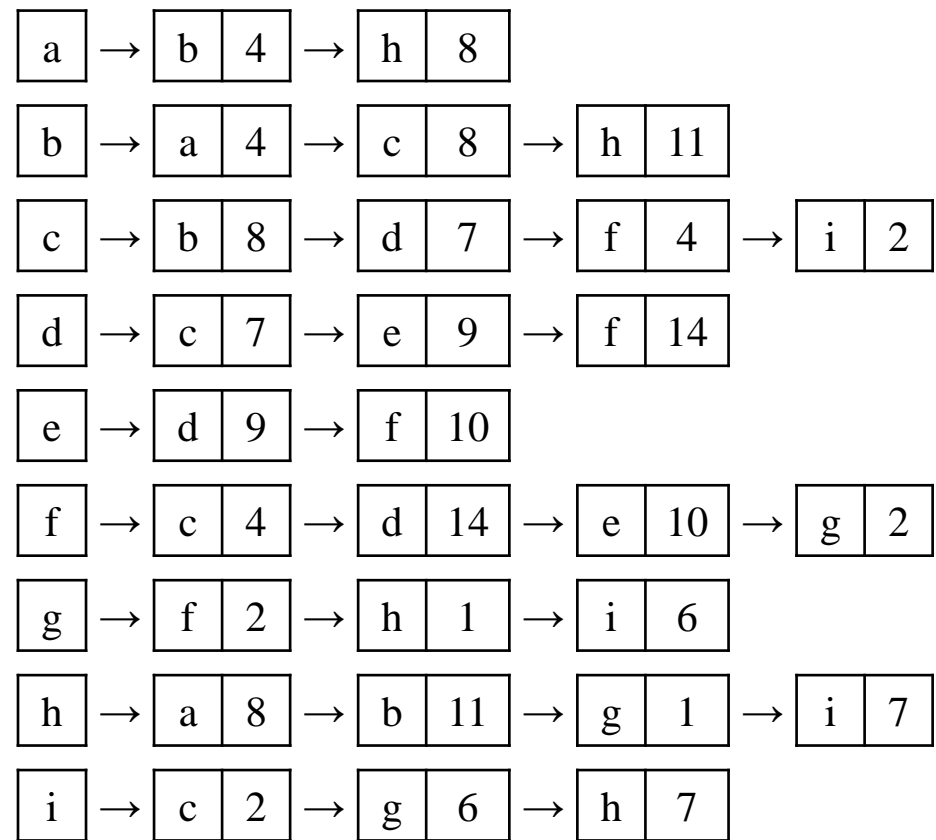 a → b 4 → h 8
b → a 4 → c 8 → h 11
c → b 8 → d 7 → f 4 → i 2
d → c 7 → e 9 → f 14
e → d 9 → f 10
f → c 4 → d 14 → e 10 → g 2
g → f 2 → h 1 → i 6
h → a 8 → b 11 → g 1 → i 7
i → c 2 → g 6 → h 7